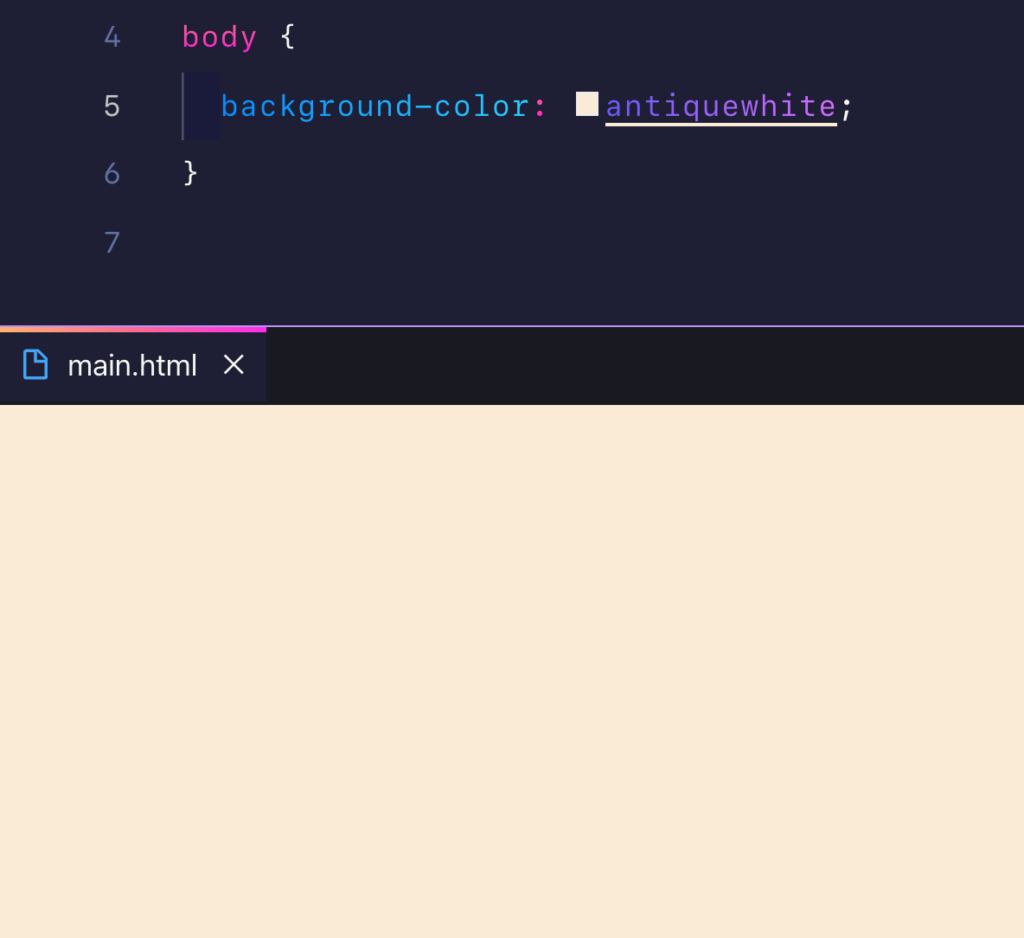 4 body {
5 background-color: antiquewhite;
6 }
7
main.html